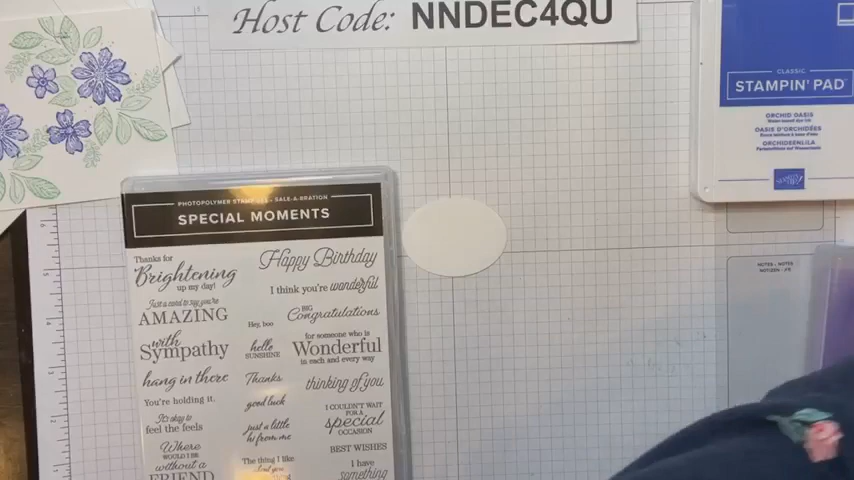 Host Code: NNDEC4QU
CLASSIC
STAMPIN' PAD
ORCHID OASIS
OASIS D'ORCHIDÉES
ORCHIDEENLILA
STAMPIN' UP!
NOTES • NOTES
PHOTOPOLYMER STAMP SET • SALE-A-BRATION
SPECIAL MOMENTS
Thanks for
Brightening
up my day!
Just a card to say you're
AMAZING
with
Sympathy
hang in there
You're holding it.
It's okay to
feel the feels
Where
WOULD I BE
without a
FRIEND
Hey, boo
hello
SUNSHINE
Thanks
good luck
just a little
hi from me
The thing I like
Happy Birthday
I think you're wonderful
BIG
Congratulations
for someone who is
Wonderful
in each and every way
thinking of you
I COULDN'T WAIT
FOR A
special
OCCASION
BEST WISHES
I have
something